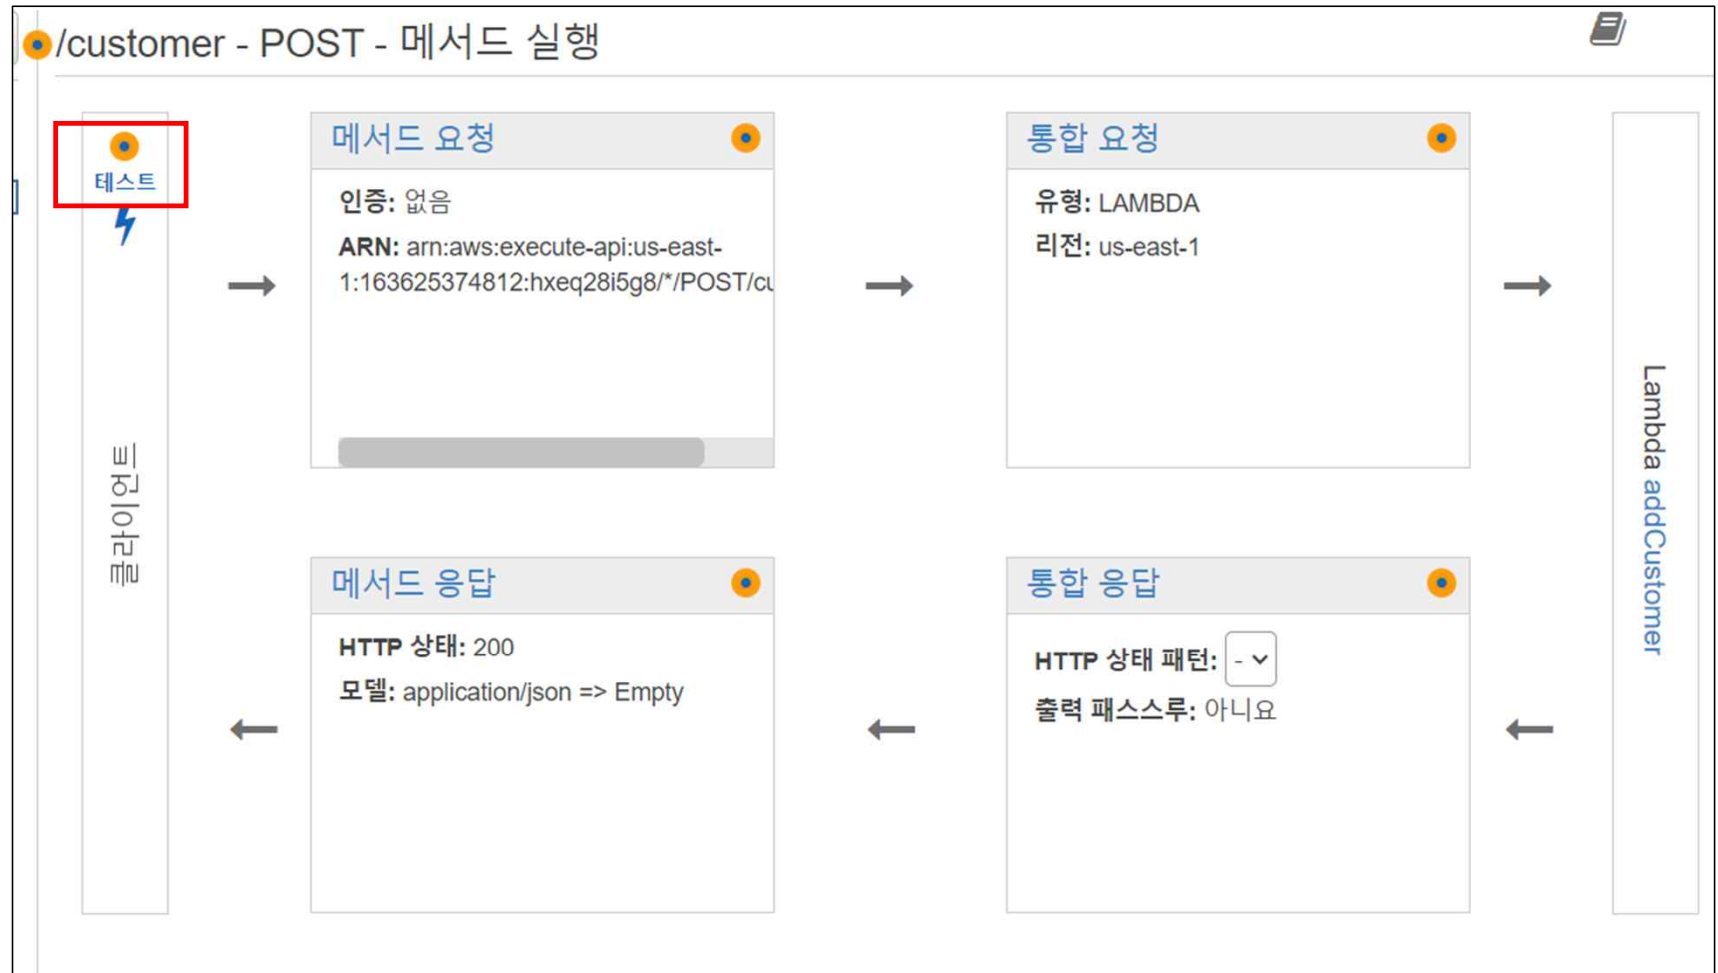 /customer - POST - 메서드 실행
테스트
클라이언트
메서드 요청
인증: 없음
ARN: arn:aws:execute-api:us-east-
1:163625374812:hxeq28i5g8/*/POST/cu
통합 요청
유형: LAMBDA
리전: us-east-1
Lambda addCustomer
메서드 응답
HTTP 상태: 200
모델: application/json => Empty
통합 응답
HTTP 상태 패턴: -
출력 패스스루: 아니요